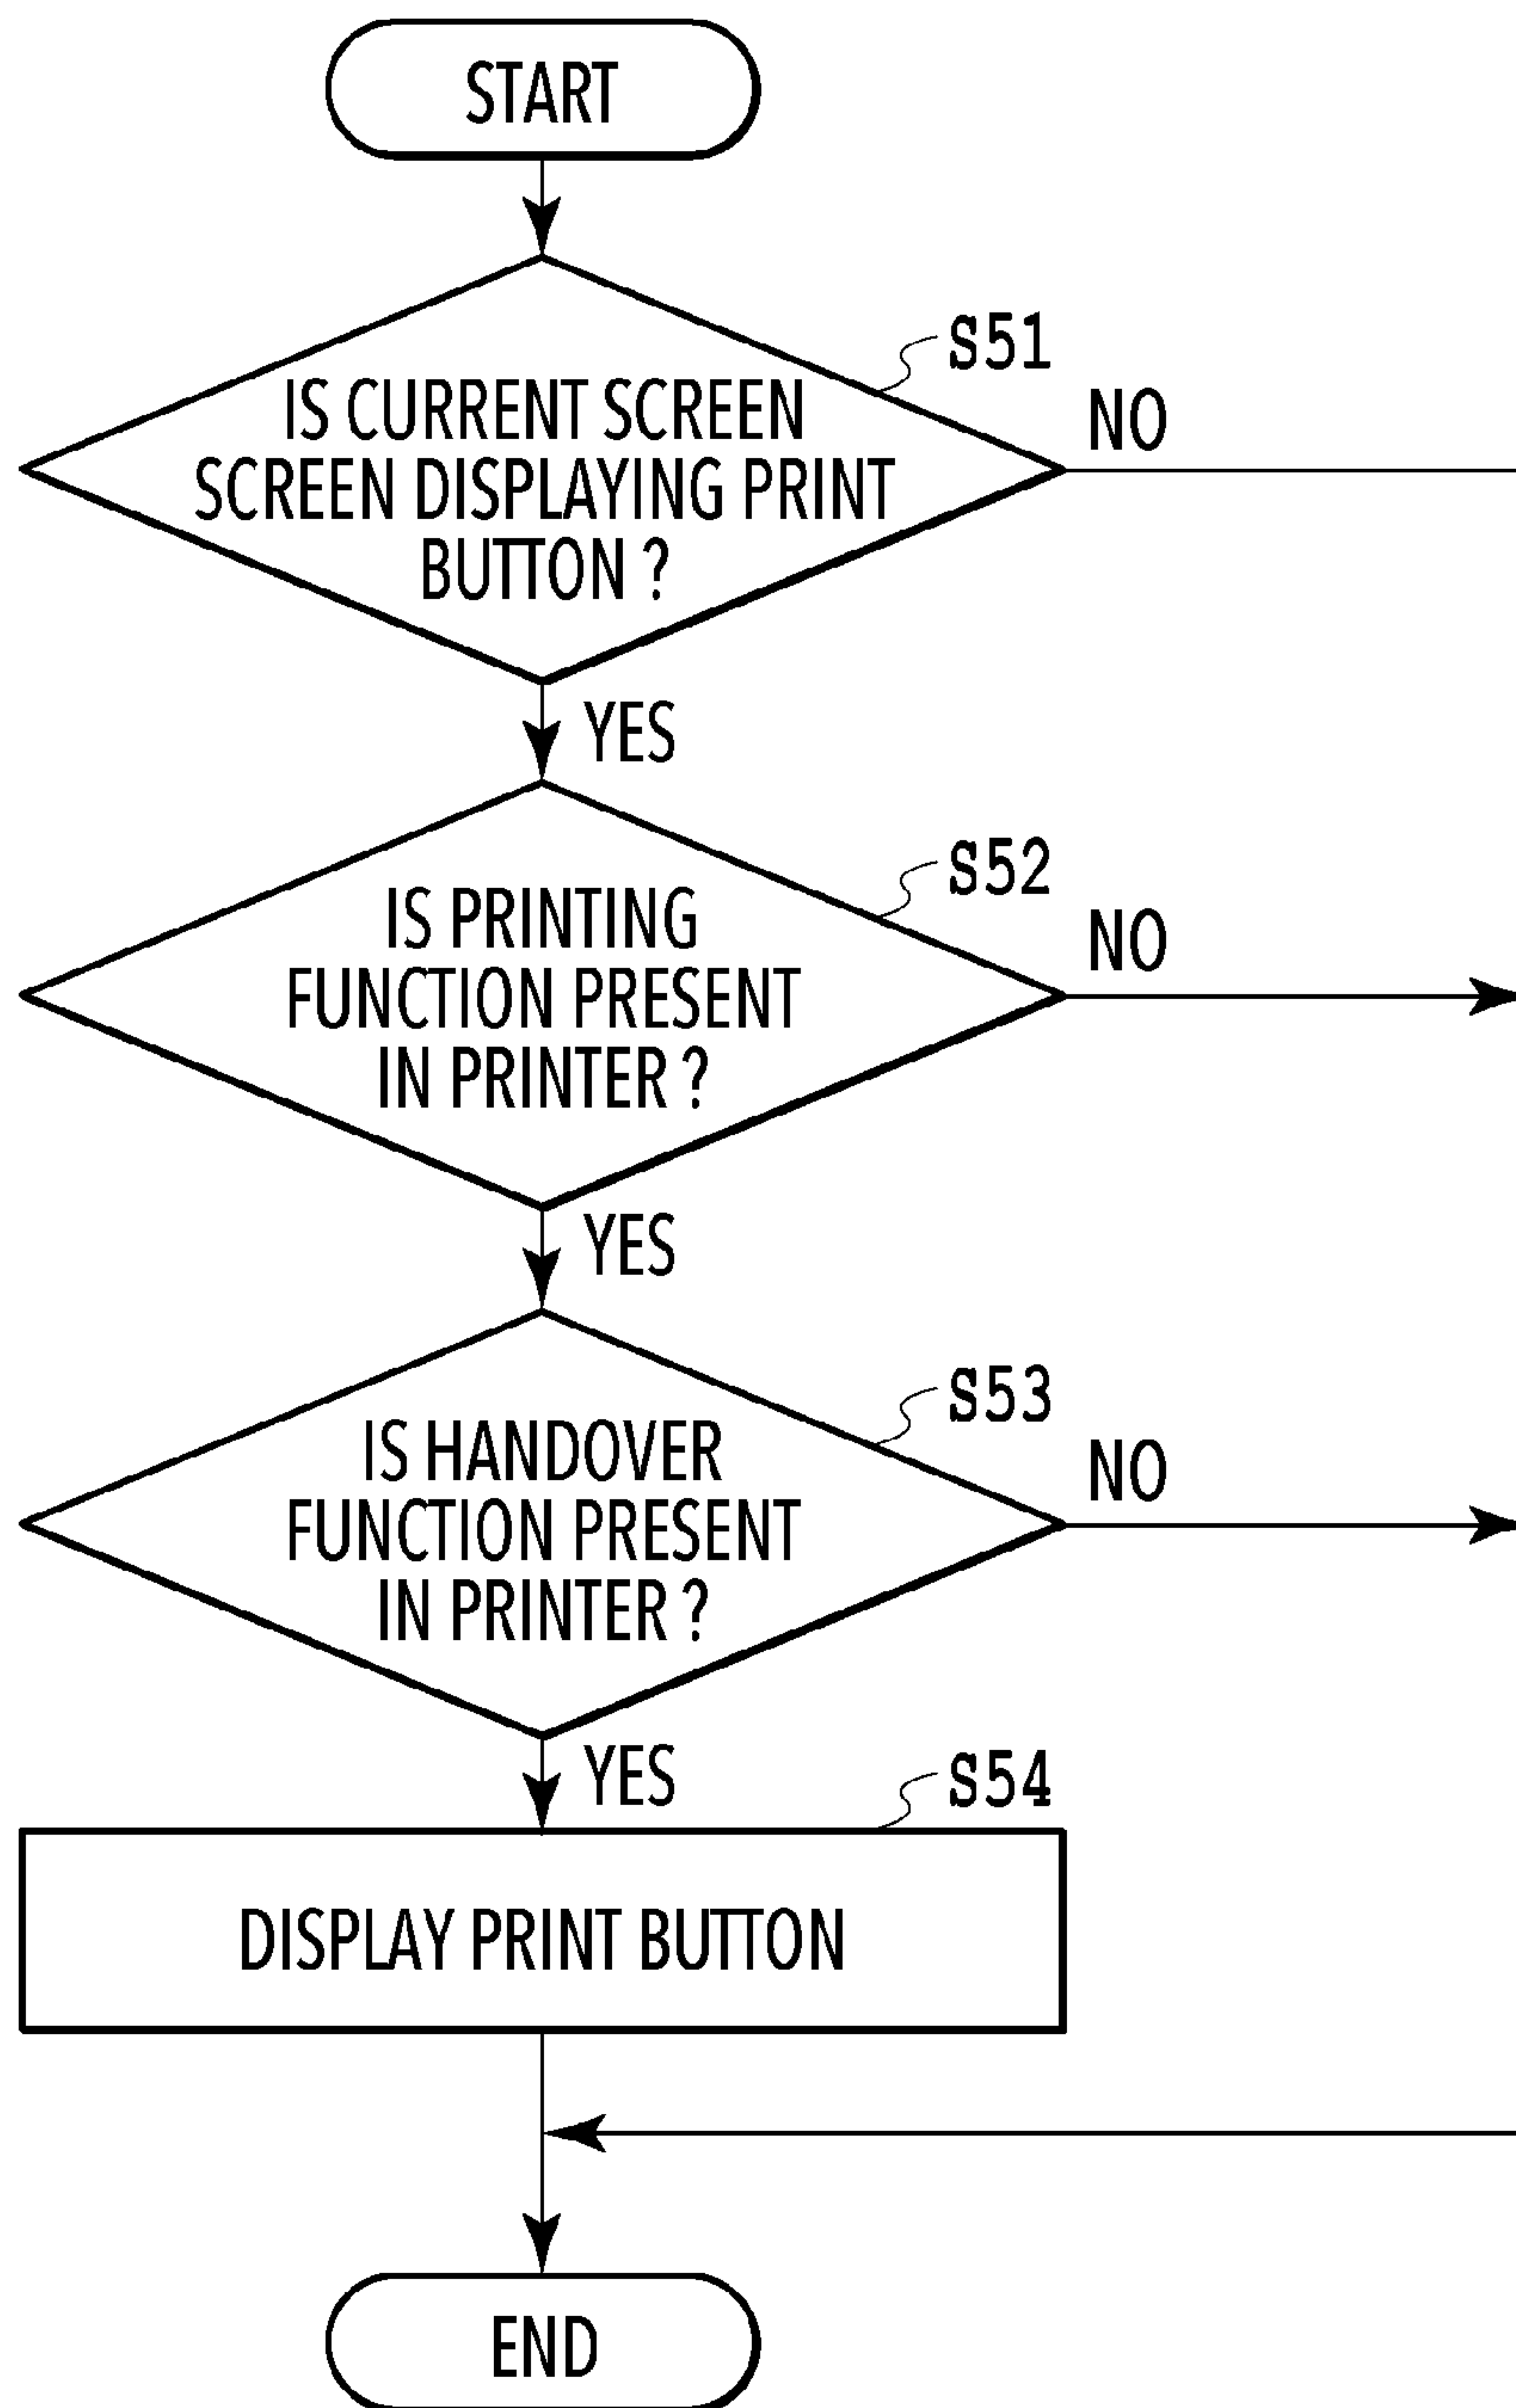 START
S51
IS CURRENT SCREEN
SCREEN DISPLAYING PRINT
BUTTON ?
NO
YES
S52
IS PRINTING
FUNCTION PRESENT
IN PRINTER ?
NO
YES
S53
IS HANDOVER
FUNCTION PRESENT
IN PRINTER ?
NO
YES
S54
DISPLAY PRINT BUTTON
END